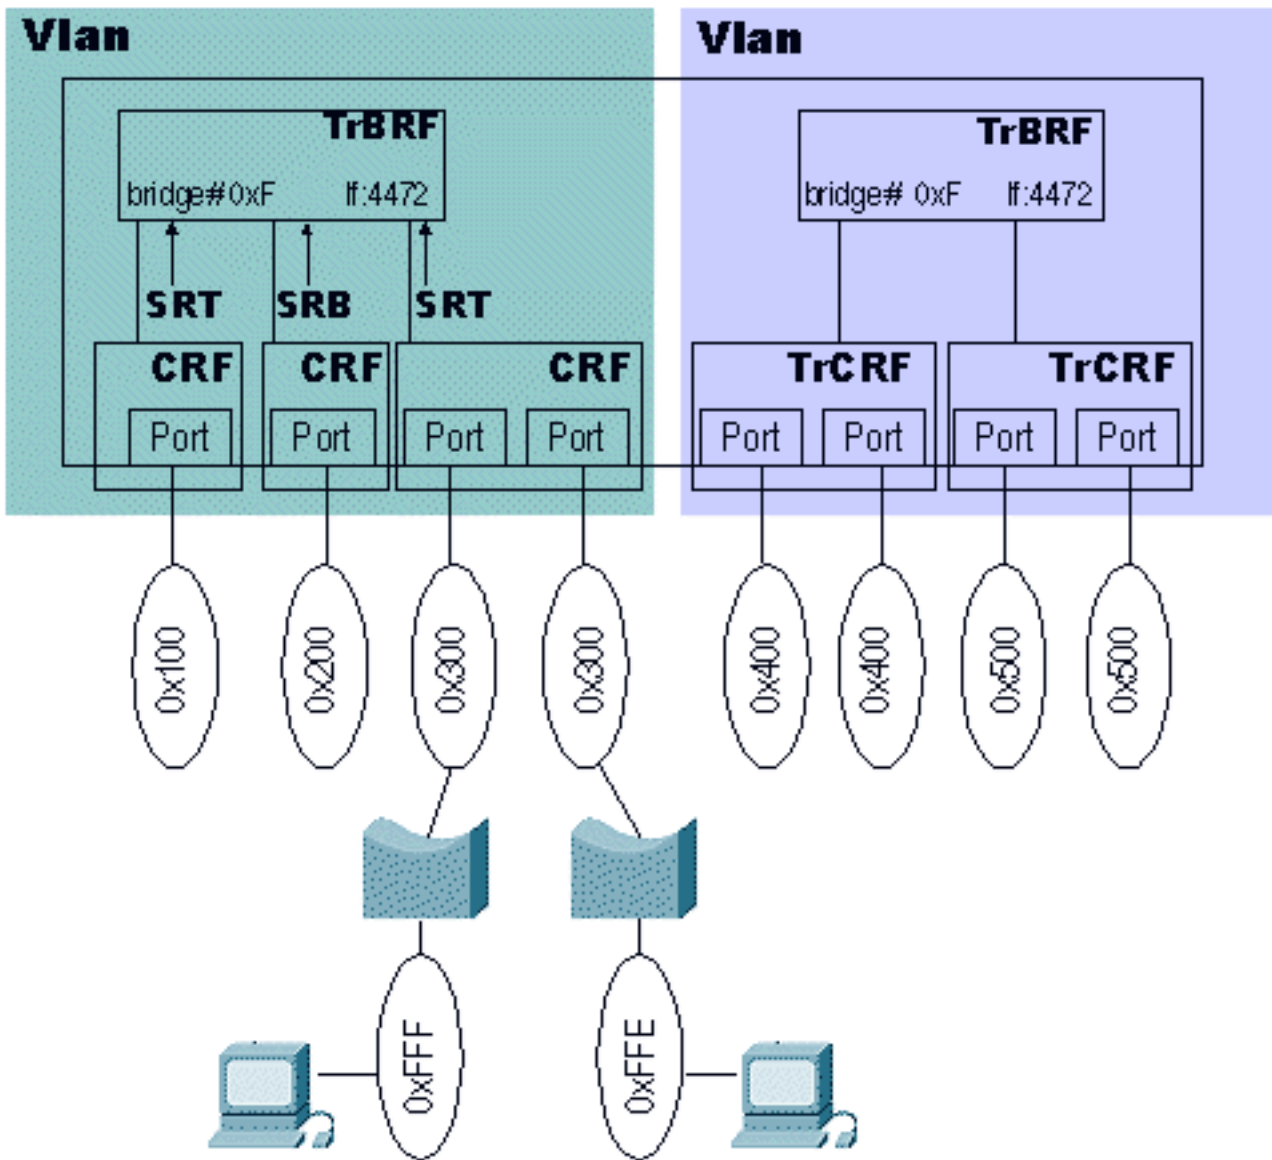 Vlan
Vlan
TrBRF
TrBRF
bridge# 0xF lf:4472
bridge# 0xF lf:4472
SRT SRB SRT
CRF CRF CRF TrCRF TrCRF
Port Port Port Port Port Port Port Port
0x100 0x200 0x300 0x300 0x400 0x400 0x500 0x500
0xFFF 0xFFE